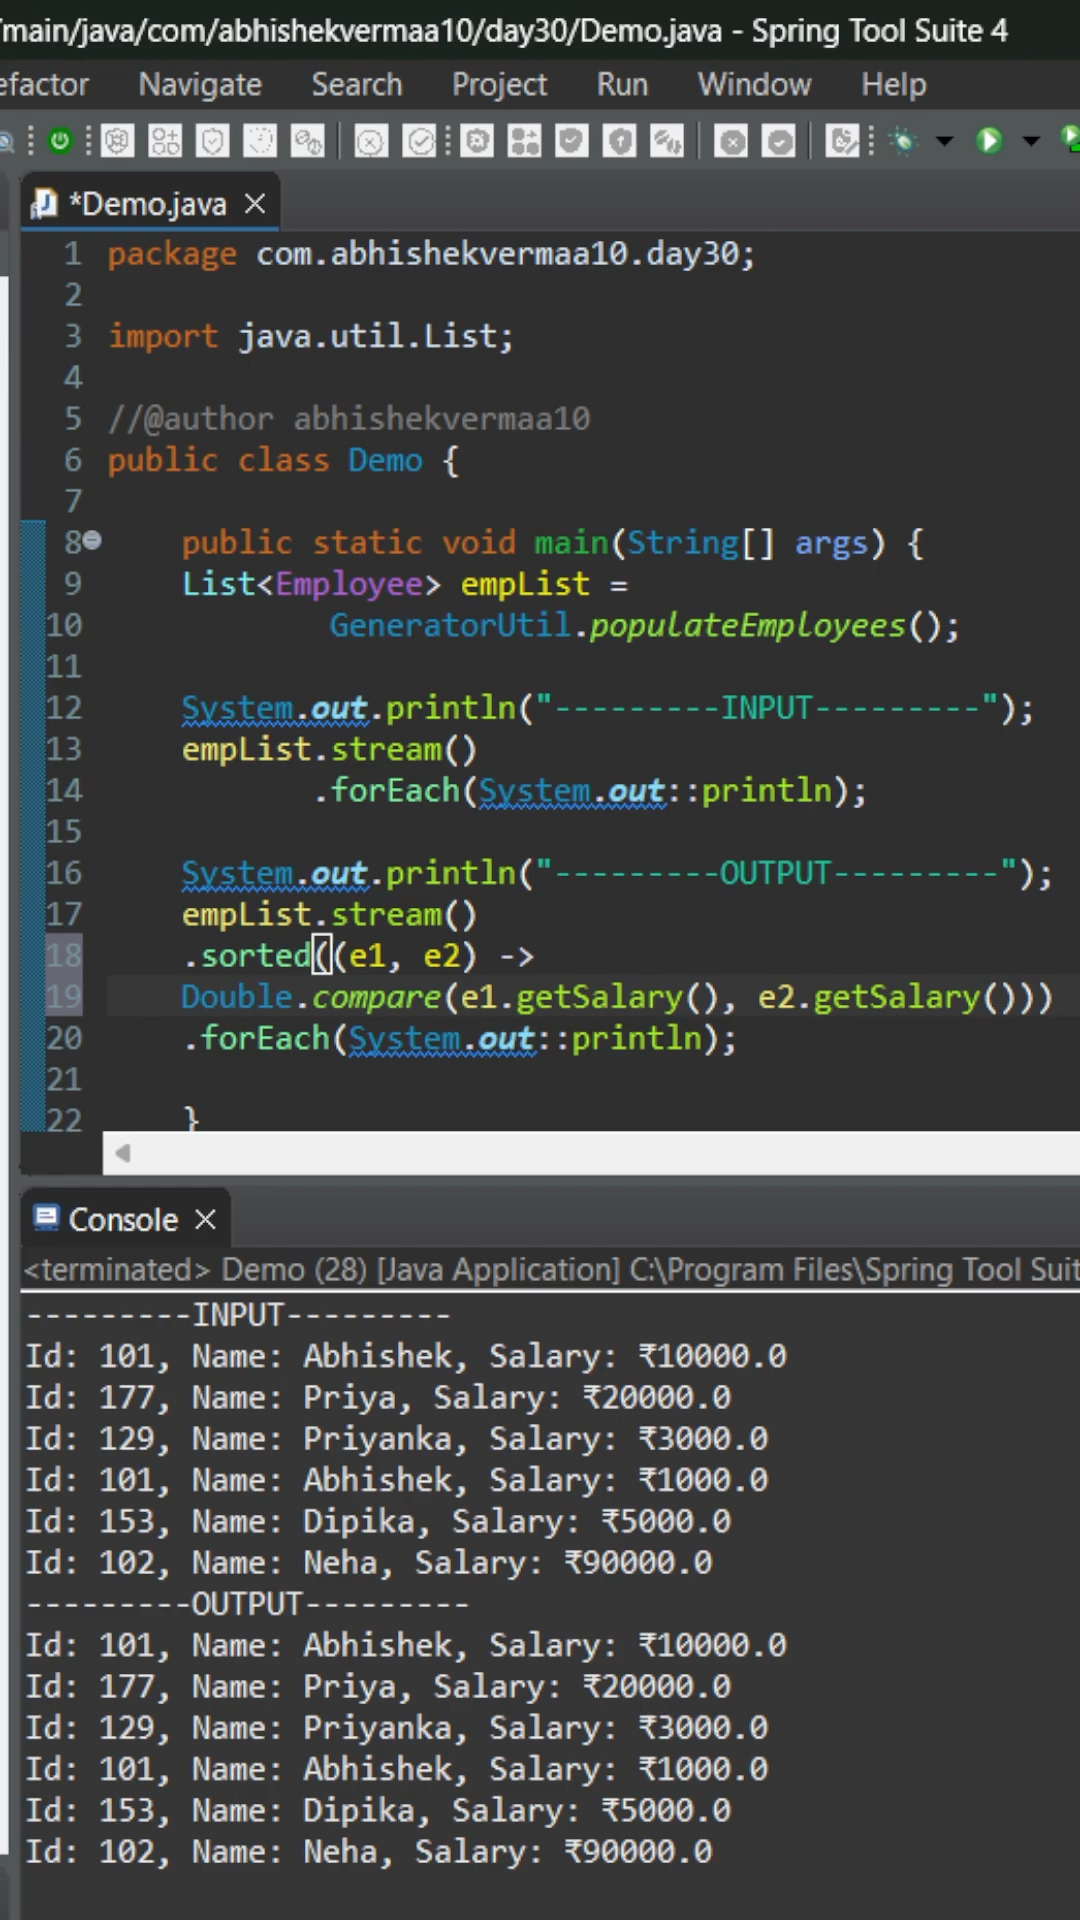 /main/java/com/abhishekvermaa10/day30/Demo.java - Spring Tool Suite 4
efactor Navigate Search Project Run Window Help
*Demo.java
1 package com.abhishekvermaa10.day30;
2
3 import java.util.List;
4
5 //@author abhishekvermaa10
6 public class Demo {
7
8 public static void main(String[] args) {
9 List<Employee> empList =
10 GeneratorUtil.populateEmployees();
11
12 System.out.println("---------INPUT---------");
13 empList.stream()
14 .forEach(System.out::println);
15
16 System.out.println("---------OUTPUT---------");
17 empList.stream()
18 .sorted((e1, e2) ->
19 Double.compare(e1.getSalary(), e2.getSalary()))
20 .forEach(System.out::println);
21
22 }
Console
<terminated> Demo (28) [Java Application] C:\Program Files\Spring Tool Suit
---------INPUT---------
Id: 101, Name: Abhishek, Salary: ₹10000.0
Id: 177, Name: Priya, Salary: ₹20000.0
Id: 129, Name: Priyanka, Salary: ₹3000.0
Id: 101, Name: Abhishek, Salary: ₹1000.0
Id: 153, Name: Dipika, Salary: ₹5000.0
Id: 102, Name: Neha, Salary: ₹90000.0
---------OUTPUT---------
Id: 101, Name: Abhishek, Salary: ₹10000.0
Id: 177, Name: Priya, Salary: ₹20000.0
Id: 129, Name: Priyanka, Salary: ₹3000.0
Id: 101, Name: Abhishek, Salary: ₹1000.0
Id: 153, Name: Dipika, Salary: ₹5000.0
Id: 102, Name: Neha, Salary: ₹90000.0